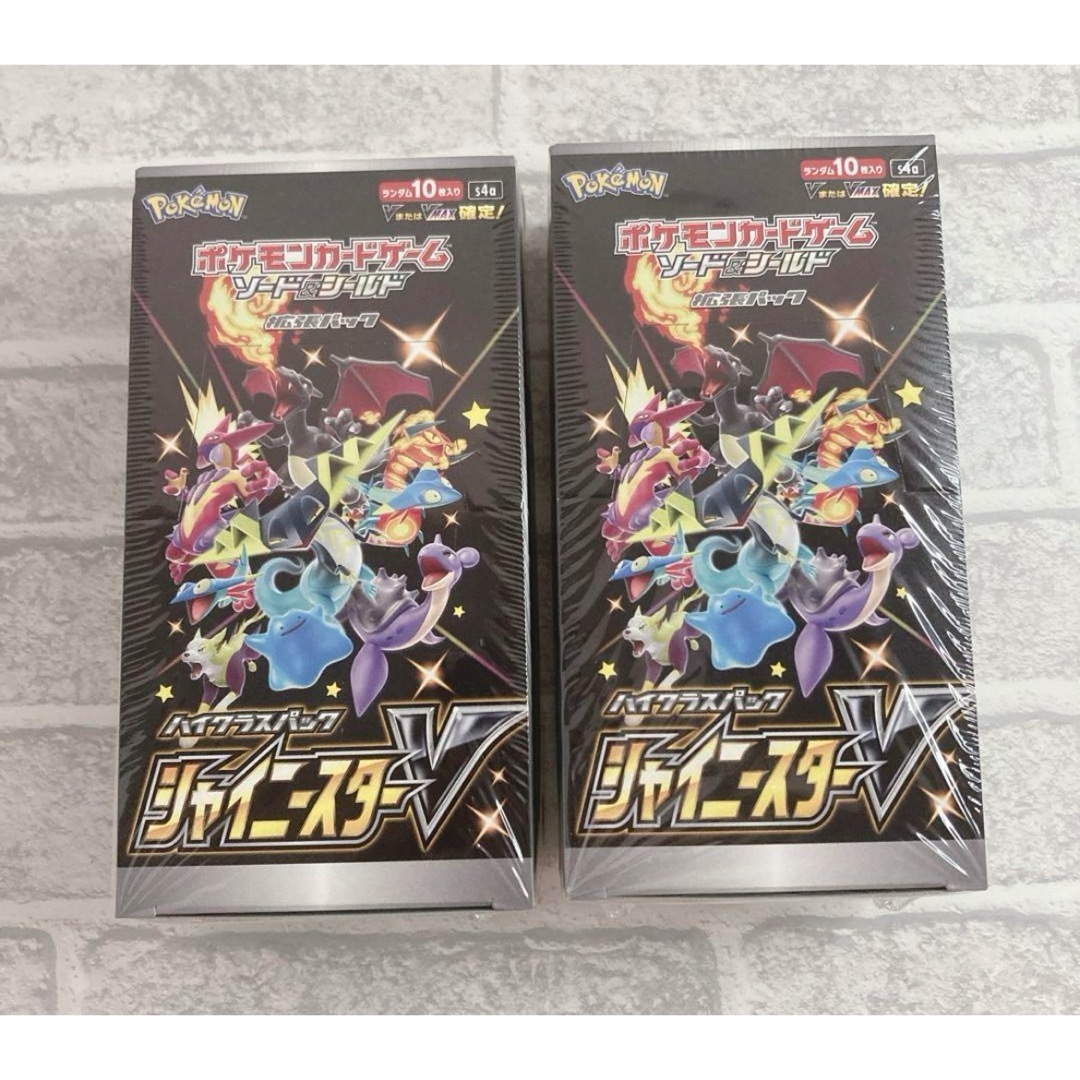 Pokémon
ランダム10枚入り s4a
VまたはVMAX確定!
ポケモンカードゲーム
ソード&シールド
拡張パック
ハイクラスパック
シャイニースターV
Pokémon
ランダム10枚入り s4a
VまたはVMAX確定!
ポケモンカードゲーム
ソード&シールド
拡張パック
ハイクラスパック
シャイニースターV